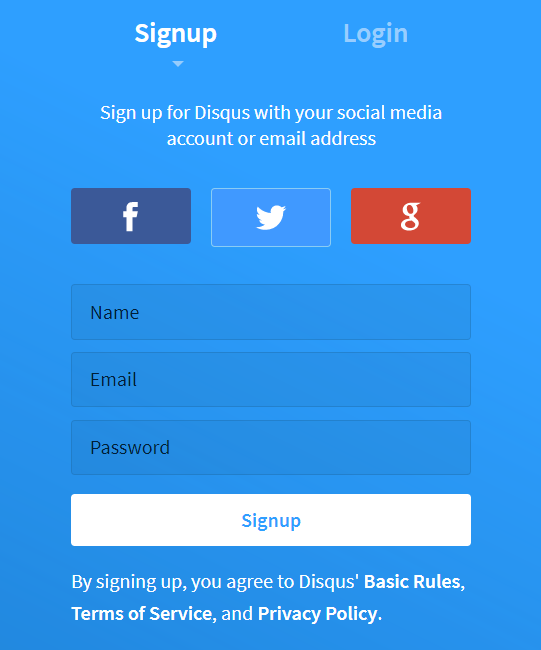 Signup Login
Sign up for Disqus with your social media
account or email address
f g
Name
Email
Password
Signup
By signing up, you agree to Disqus' Basic Rules,
Terms of Service, and Privacy Policy.